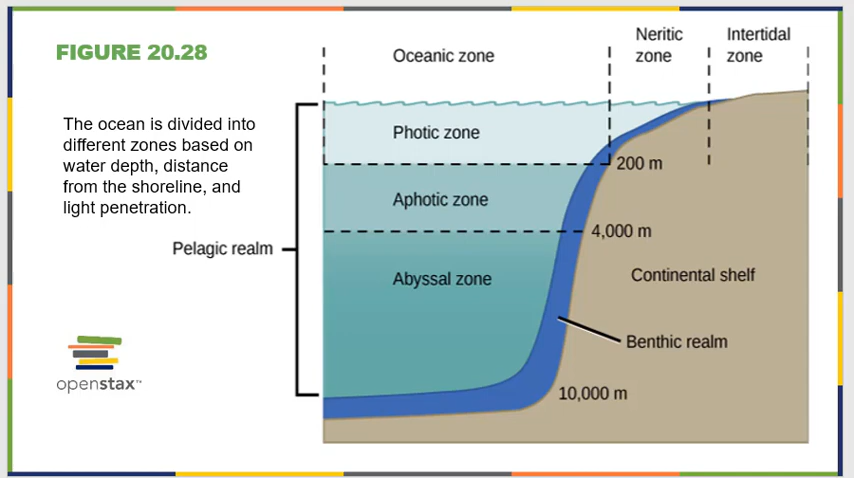 FIGURE 20.28
The ocean is divided into
different zones based on
water depth, distance
from the shoreline, and
light penetration.
openstax™
Oceanic zone
Neritic
zone
Intertidal
zone
Photic zone
200 m
Aphotic zone
4,000 m
Pelagic realm
Abyssal zone
Continental shelf
Benthic realm
10,000 m